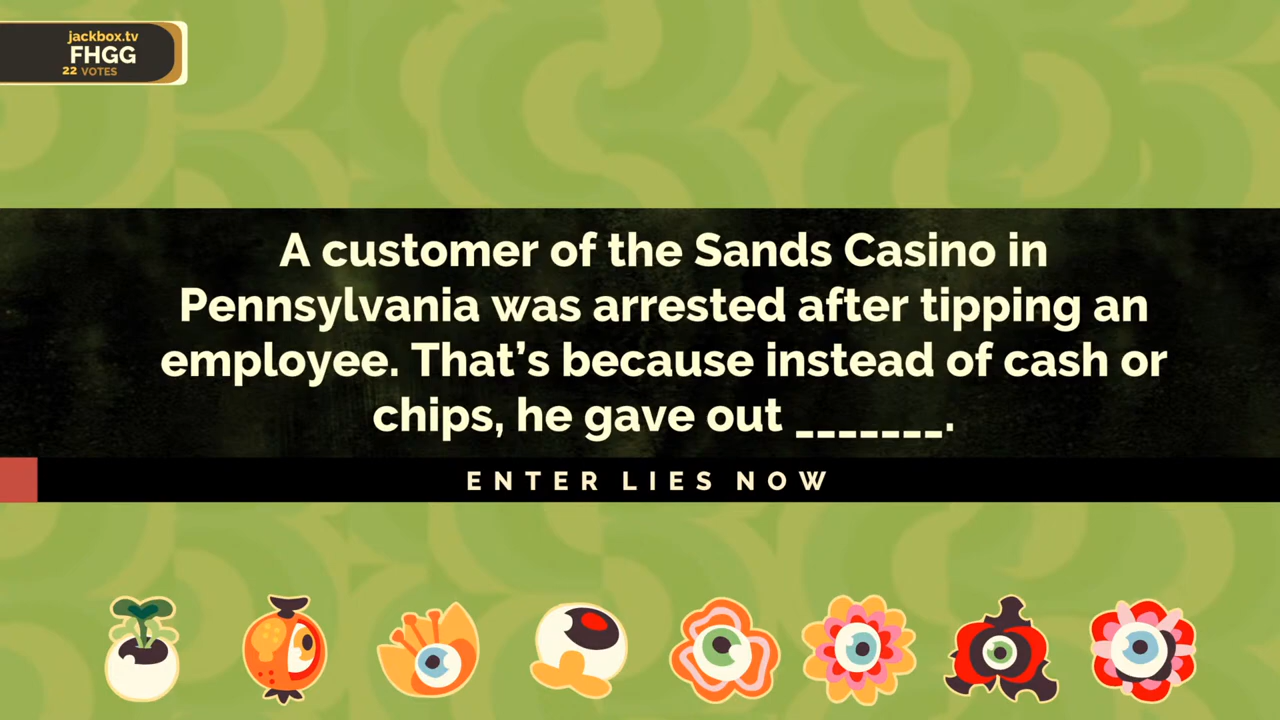 jackbox.tv
FHGG
22 VOTES
A customer of the Sands Casino in
Pennsylvania was arrested after tipping an
employee. That’s because instead of cash or
chips, he gave out _______.
ENTER LIES NOW